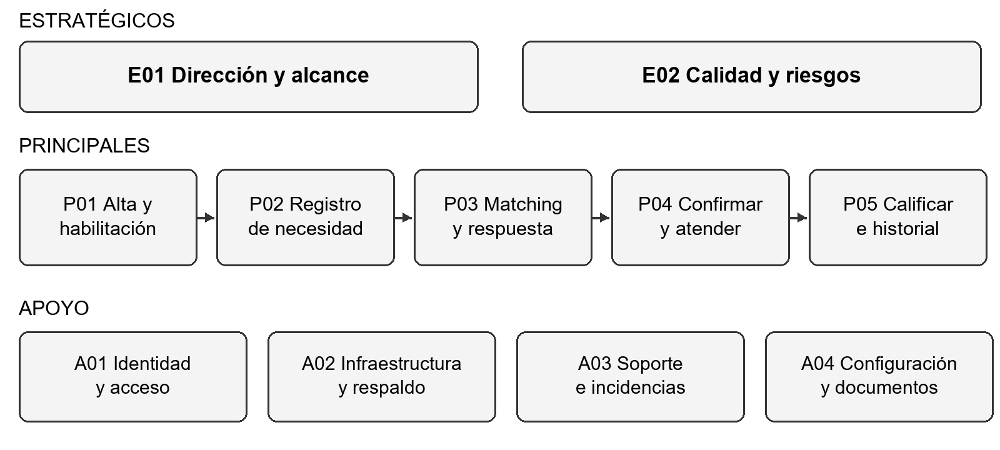 ESTRATÉGICOS
E01 Dirección y alcance
E02 Calidad y riesgos
PRINCIPALES
P01 Alta y
habilitación
P02 Registro
de necesidad
P03 Matching
y respuesta
P04 Confirmar
y atender
P05 Calificar
e historial
APOYO
A01 Identidad
y acceso
A02 Infraestructura
y respaldo
A03 Soporte
e incidencias
A04 Configuración
y documentos